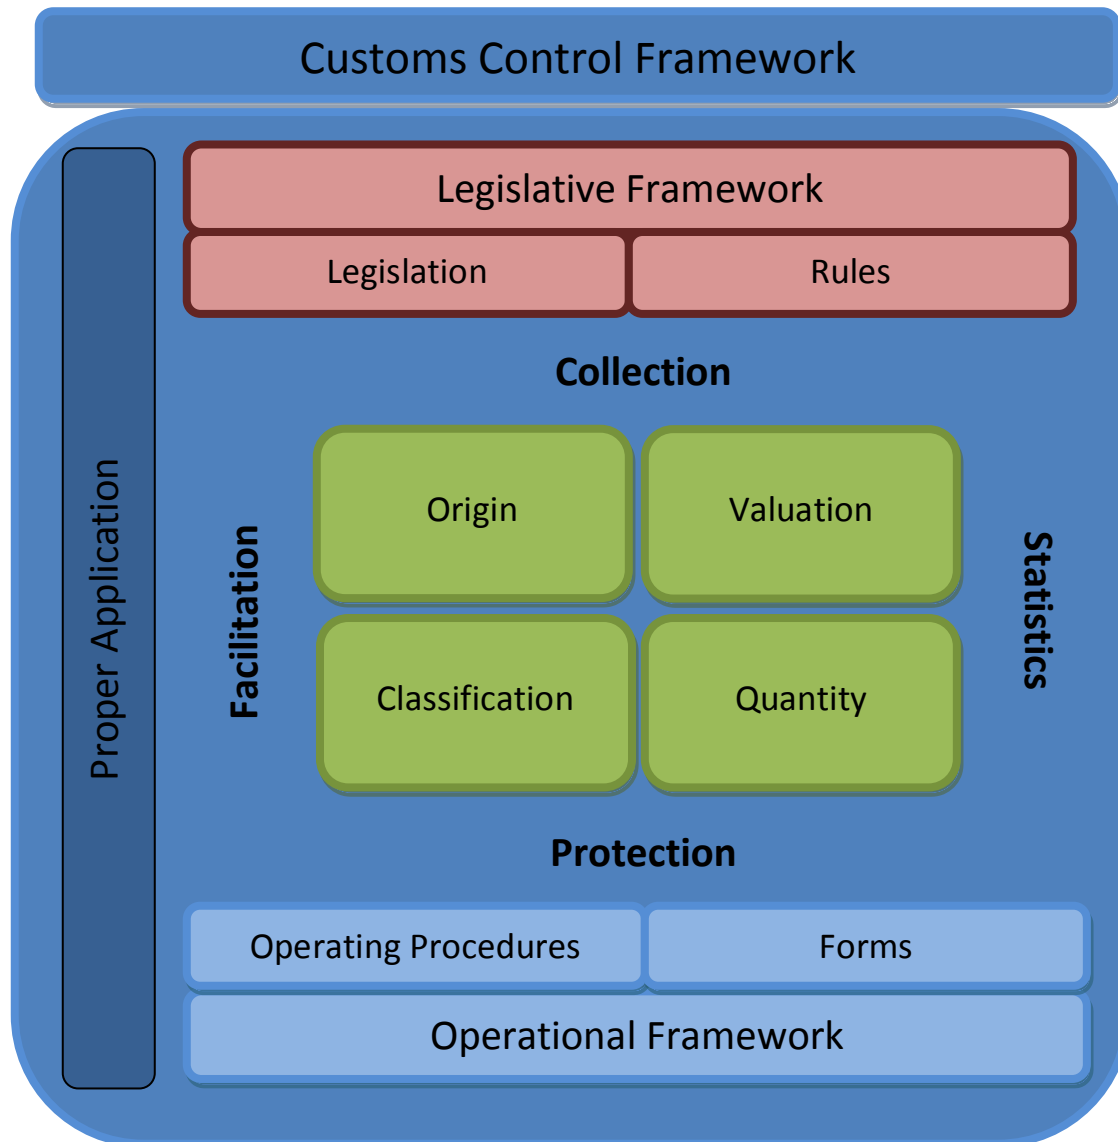 Customs Control Framework
Legislative Framework
Legislation
Rules
Collection
Proper Application
Facilitation
Origin
Valuation
Statistics
Classification
Quantity
Protection
Operating Procedures
Forms
Operational Framework